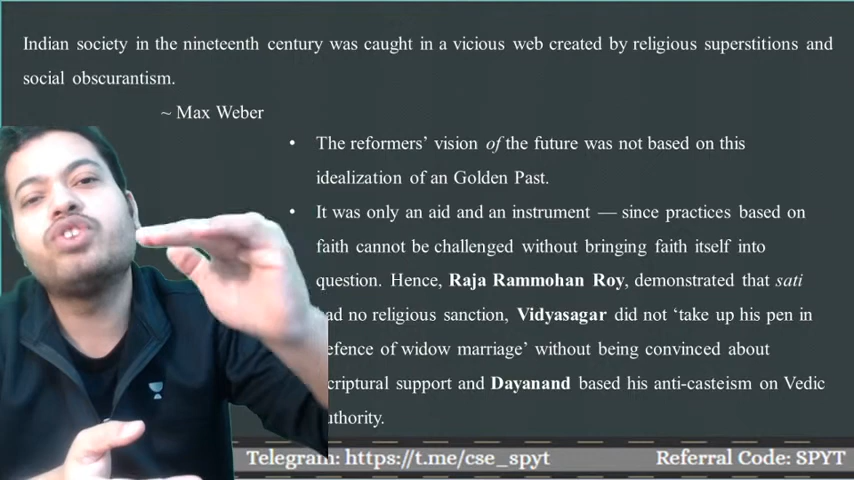 Indian society in the nineteenth century was caught in a vicious web created by religious superstitions and
social obscurantism.
~ Max Weber
• The reformers' vision of the future was not based on this
idealization of an Golden Past.
• It was only an aid and an instrument — since practices based on
faith cannot be challenged without bringing faith itself into
question. Hence, Raja Rammohan Roy, demonstrated that sati
ad no religious sanction, Vidyasagar did not ‘take up his pen in
efence of widow marriage’ without being convinced about
criptural support and Dayanand based his anti-casteism on Vedic
uthority.
Telegram: https://t.me/cse_spyt Referral Code: SPYT